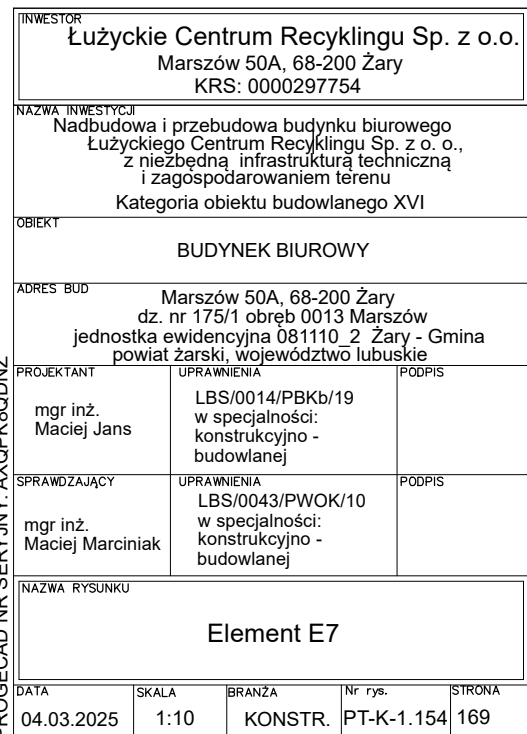 INWESTOR
Łużyckie Centrum Recyklingu Sp. z o.o.
Marszów 50A, 68-200 Żary
KRS: 0000297754
NAZWA INWESTYCJI
Nadbudowa i przebudowa budynku biurowego
Łużyckiego Centrum Recyklingu Sp. z o. o.,
z niezbędną infrastrukturą techniczną
i zagospodarowaniem terenu
Kategoria obiektu budowlanego XVI
OBIEKT
BUDYNEK BIUROWY
ADRES BUD
Marszów 50A, 68-200 Żary
dz. nr 175/1 obręb 0013 Marszów
jednostka ewidencyjna 081110_2 Żary - Gmina
powiat żarski, województwo lubuskie
PROJEKTANT UPRAWNIENIA PODPIS
mgr inż.
Maciej Jans
LBS/0014/PBKb/19
w specjalności:
konstrukcyjno -
budowlanej
SPRAWDZAJĄCY UPRAWNIENIA PODPIS
mgr inż.
Maciej Marciniak
LBS/0043/PWOK/10
w specjalności:
konstrukcyjno -
budowlanej
NAZWA RYSUNKU
Element E7
DATA SKALA BRANŻA Nr rys. STRONA
04.03.2025 1:10 KONSTR. PT-K-1.154 169